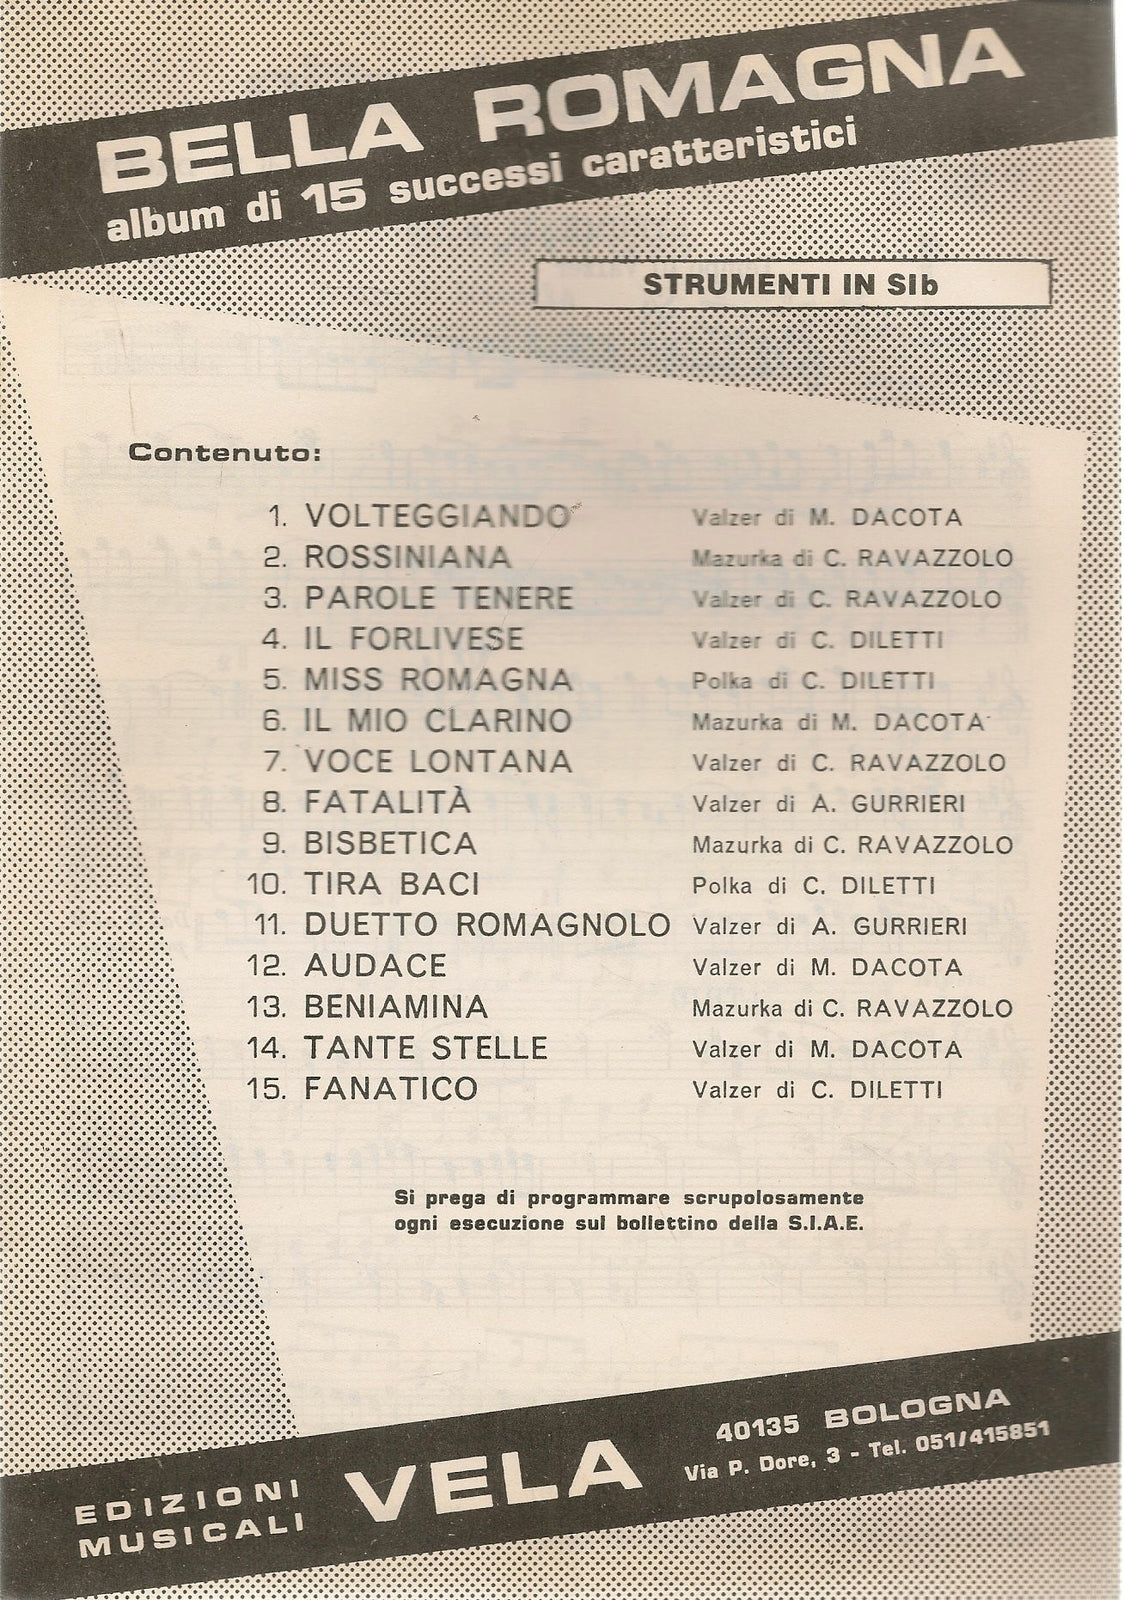 BELLA ROMAGNA
album di 15 successi caratteristici
STRUMENTI IN SIb
Contenuto:
1. VOLTEGGIANDO Valzer di M. DACOTA
2. ROSSINIANA Mazurka di C. RAVAZZOLO
3. PAROLE TENERE Valzer di C. RAVAZZOLO
4. IL FORLIVESE Valzer di C. DILETTI
5. MISS ROMAGNA Polka di C. DILETTI
6. IL MIO CLARINO Mazurka di M. DACOTA
7. VOCE LONTANA Valzer di C. RAVAZZOLO
8. FATALITÀ Valzer di A. GURRIERI
9. BISBETICA Mazurka di C. RAVAZZOLO
10. TIRA BACI Polka di C. DILETTI
11. DUETTO ROMAGNOLO Valzer di A. GURRIERI
12. AUDACE Valzer di M. DACOTA
13. BENIAMINA Mazurka di C. RAVAZZOLO
14. TANTE STELLE Valzer di M. DACOTA
15. FANATICO Valzer di C. DILETTI
Si prega di programmare scrupolosamente
ogni esecuzione sul bollettino della S.I.A.E.
EDIZIONI
MUSICALI
VELA
40135 BOLOGNA
Via P. Dore, 3 - Tel. 051/415851